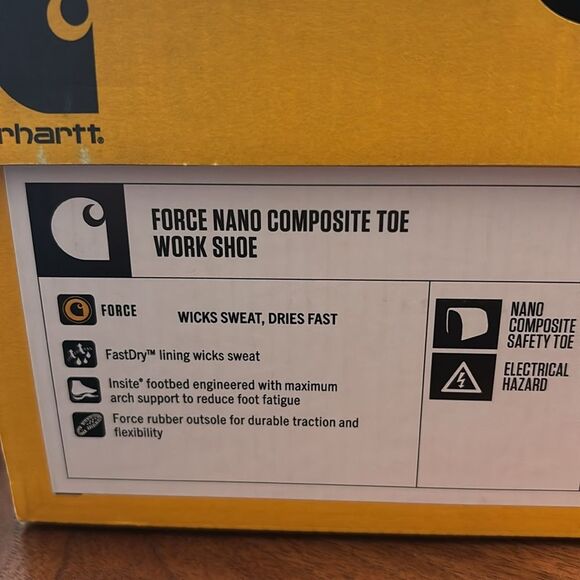 rhartt.
FORCE NANO COMPOSITE TOE
WORK SHOE
FORCE
WICKS SWEAT, DRIES FAST
FastDry™ lining wicks sweat
Insite® footbed engineered with maximum
arch support to reduce foot fatigue
Force rubber outsole for durable traction and
flexibility
NANO
COMPOSITE
SAFETY TOE
ELECTRICAL
HAZARD